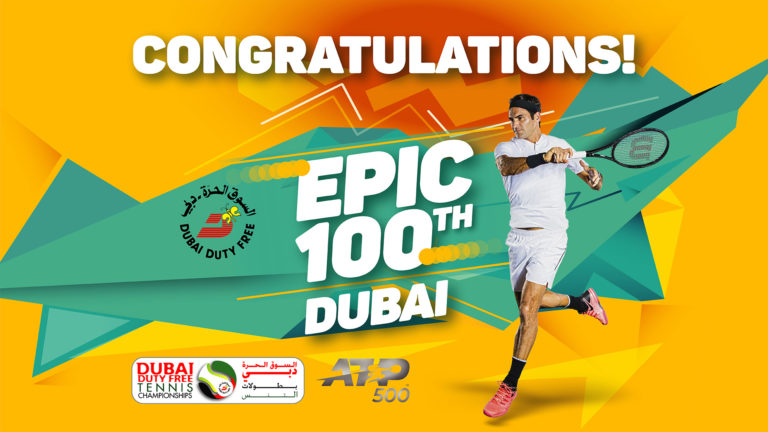 CONGRATULATIONS!
EPIC
100TH
DUBAI
السوق الحرة - دبي
DUBAI DUTY FREE
W
DUBAI
DUTY FREE
TENNIS
CHAMPIONSHIPS
السوق الحرة
دبي
بطولات
التنس
ATP
500